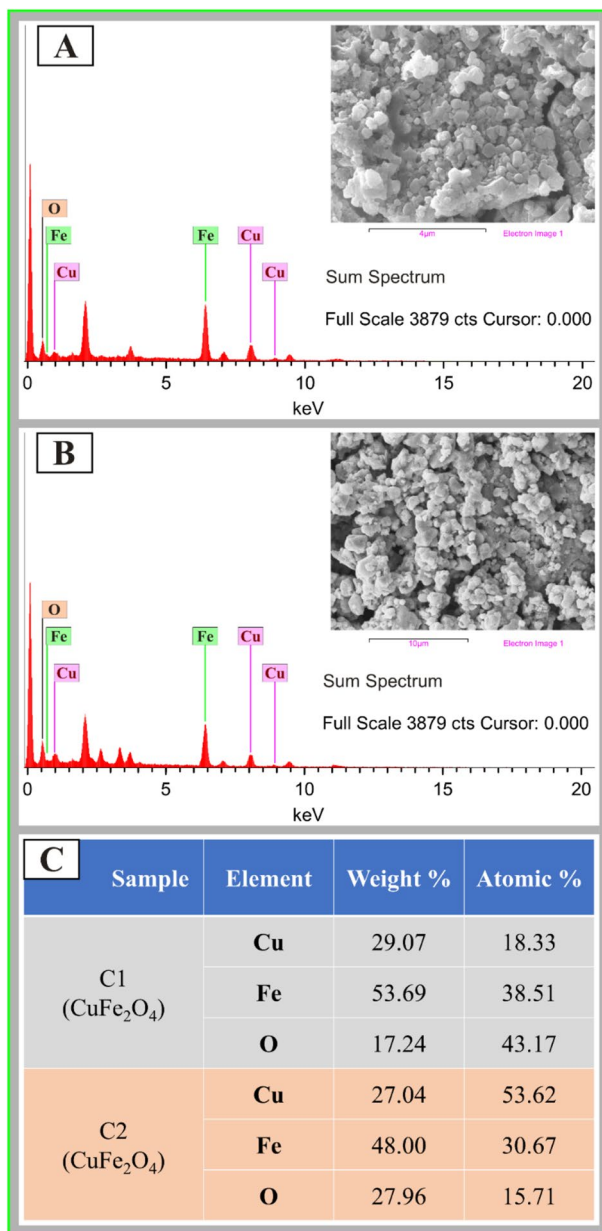 A
O
Fe
Cu
Fe
Cu
Cu
4µm
Electron Image 1
Sum Spectrum
Full Scale 3879 cts Cursor: 0.000
0 5 10 15 20
keV
B
O
Fe
Cu
Fe
Cu
Cu
10µm
Electron Image 1
Sum Spectrum
Full Scale 3879 cts Cursor: 0.000
0 5 10 15 20
keV
C
Sample Element Weight % Atomic %
C1
(CuFe₂O₄)
Cu 29.07 18.33
Fe 53.69 38.51
O 17.24 43.17
C2
(CuFe₂O₄)
Cu 27.04 53.62
Fe 48.00 30.67
O 27.96 15.71